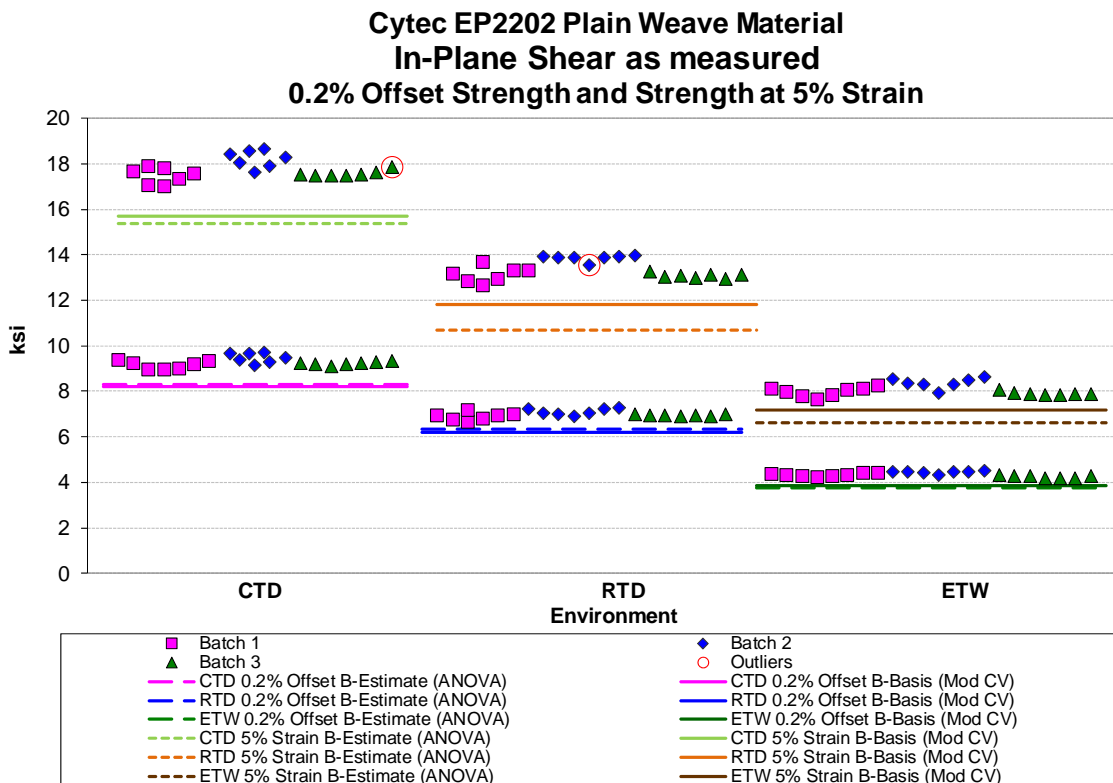 Cytec EP2202 Plain Weave Material
In-Plane Shear as measured
0.2% Offset Strength and Strength at 5% Strain
20
18
16
14
12
10
8
6
4
2
0
ksi
CTD RTD ETW
Environment
Batch 1 Batch 2
Batch 3 Outliers
CTD 0.2% Offset B-Estimate (ANOVA) CTD 0.2% Offset B-Basis (Mod CV)
RTD 0.2% Offset B-Estimate (ANOVA) RTD 0.2% Offset B-Basis (Mod CV)
ETW 0.2% Offset B-Estimate (ANOVA) ETW 0.2% Offset B-Basis (Mod CV)
CTD 5% Strain B-Estimate (ANOVA) CTD 5% Strain B-Basis (Mod CV)
RTD 5% Strain B-Estimate (ANOVA) RTD 5% Strain B-Basis (Mod CV)
ETW 5% Strain B-Estimate (ANOVA) ETW 5% Strain B-Basis (Mod CV)